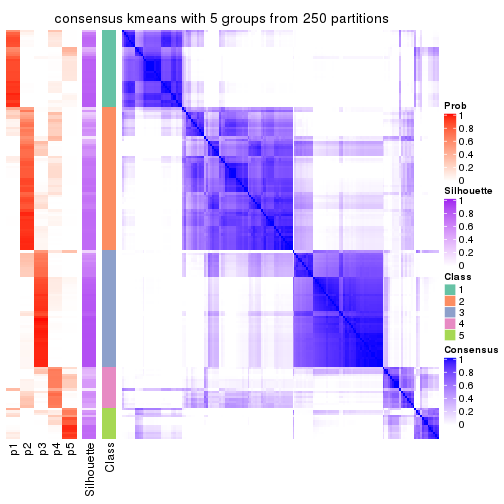 consensus kmeans with 5 groups from 250 partitions
Prob
1
0.8
0.6
0.4
0.2
0
Silhouette
1
0.8
0.6
0.4
0.2
0
Class
1
2
3
4
5
Consensus
1
0.8
0.6
0.4
0.2
0
p1
p2
p3
p4
p5
Silhouette
Class